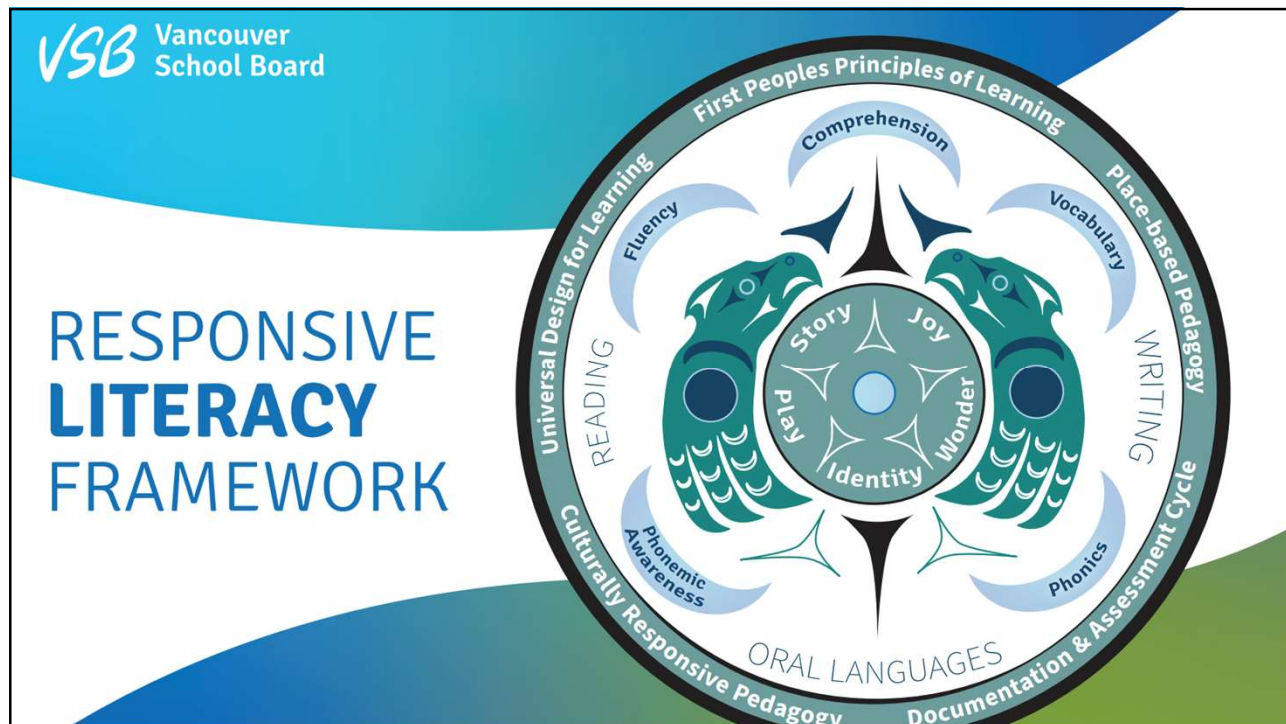 VSB Vancouver
School Board
RESPONSIVE
LITERACY
FRAMEWORK
First Peoples Principles of Learning
Place-based Pedagogy
Documentation & Assessment Cycle
Culturally Responsive Pedagogy
Universal Design for Learning
Comprehension
Vocabulary
Phonics
Phonemic
Awareness
Fluency
READING
WRITING
ORAL LANGUAGES
Story
Joy
Wonder
Identity
Play